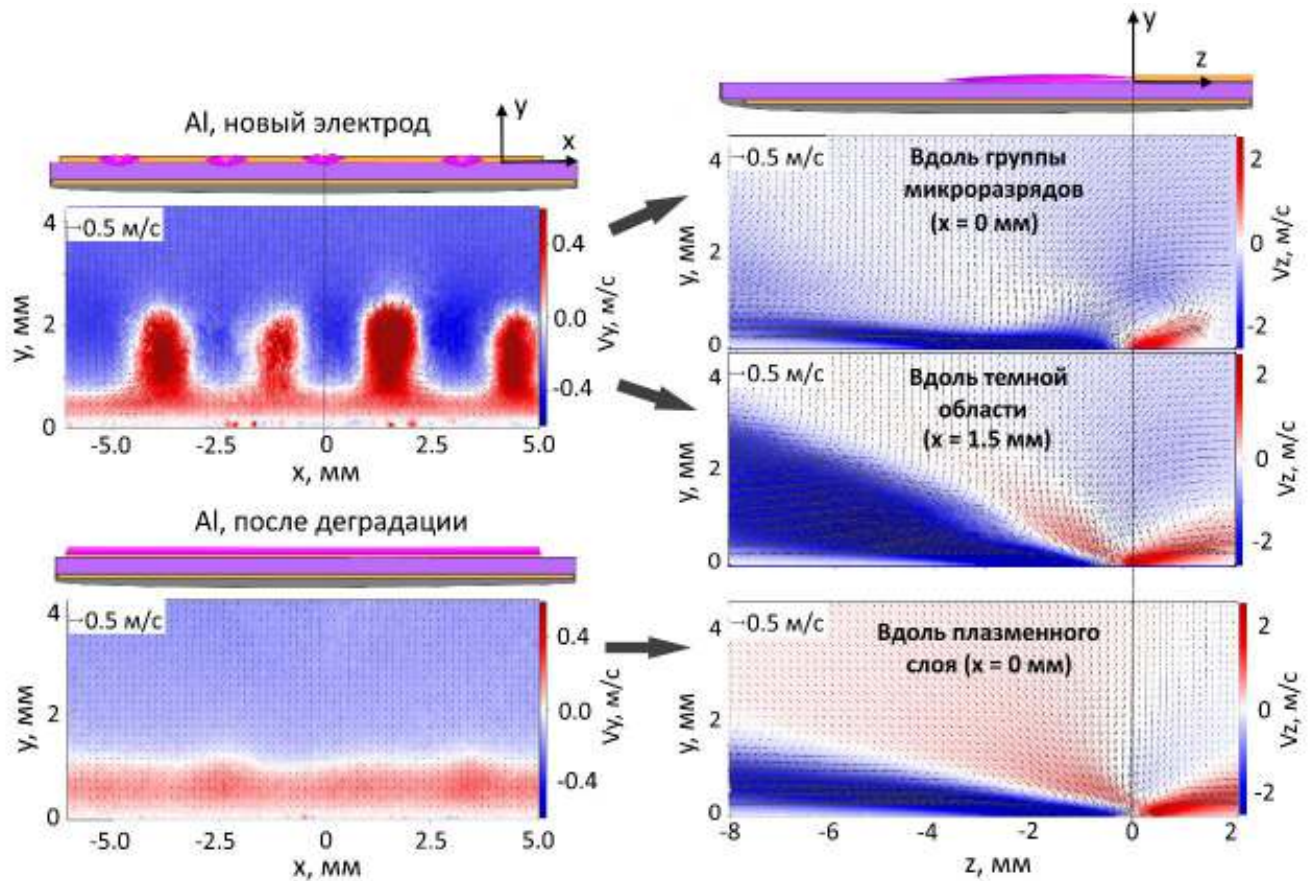 Al, новый электрод
y
x
4
2
0
y, мм
→0.5 м/с
-5.0
-2.5
0
2.5
5.0
x, мм
0.4
0.0
-0.4
Vy, м/с
Al, после деградации
4
2
0
y, мм
→0.5 м/с
-5.0
-2.5
0
2.5
5.0
x, мм
0.4
0.0
-0.4
Vy, м/с
y
z
4
2
0
y, мм
→0.5 м/с
Вдоль группы
микроразрядов
(x = 0 мм)
2
0
-2
Vz, м/с
4
2
0
y, мм
→0.5 м/с
Вдоль темной
области
(x = 1.5 мм)
2
0
-2
Vz, м/с
4
2
0
y, мм
→0.5 м/с
Вдоль плазменного
слоя (x = 0 мм)
2
0
-2
Vz, м/с
-8
-6
-4
-2
0
2
z, мм